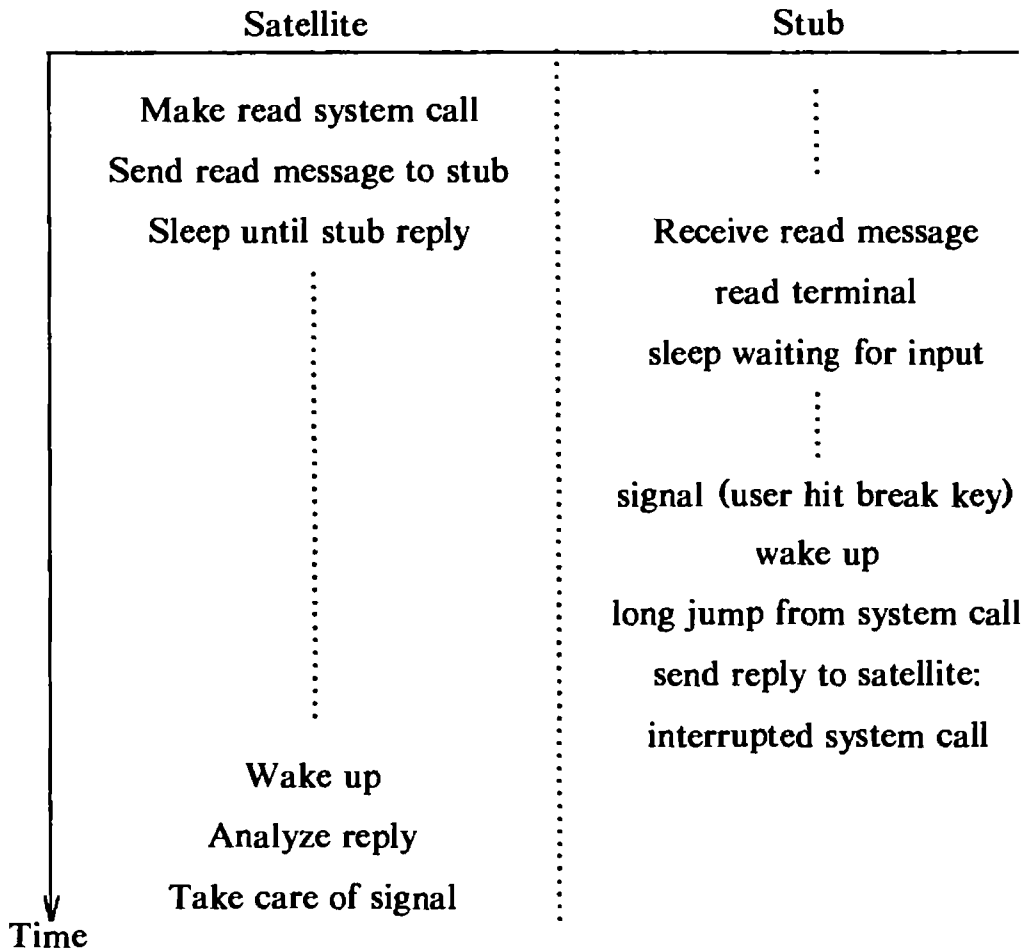 Satellite
Stub
Make read system call
Send read message to stub
Sleep until stub reply
Receive read message
read terminal
sleep waiting for input
signal (user hit break key)
wake up
long jump from system call
send reply to satellite:
interrupted system call
Wake up
Analyze reply
Take care of signal
Time